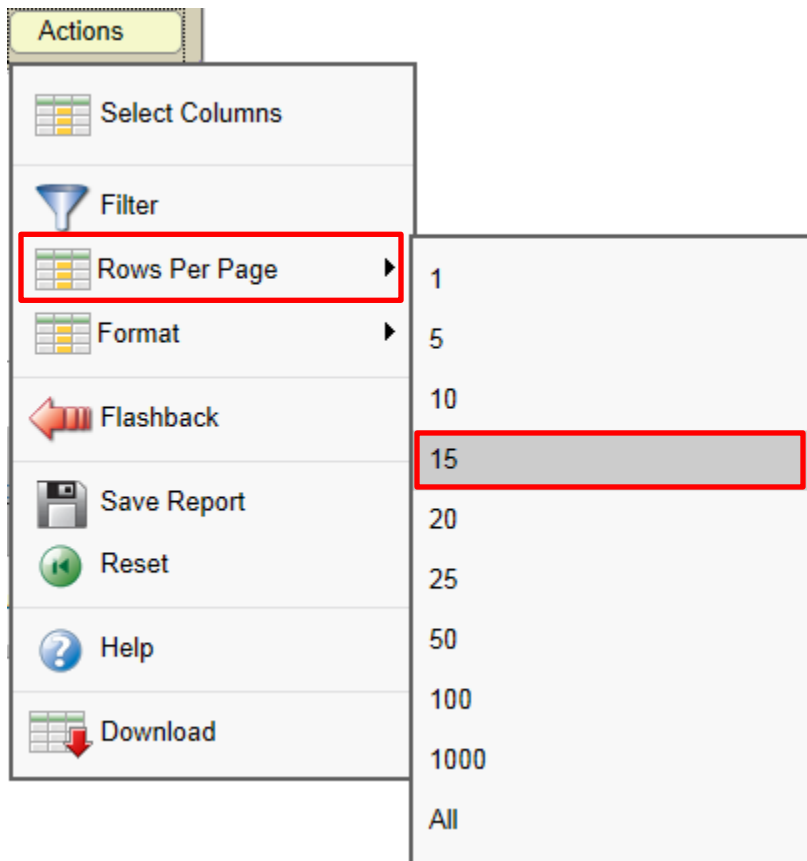 Actions
Select Columns
Filter
Rows Per Page
Format
Flashback
Save Report
Reset
Help
Download
1
5
10
15
20
25
50
100
1000
All